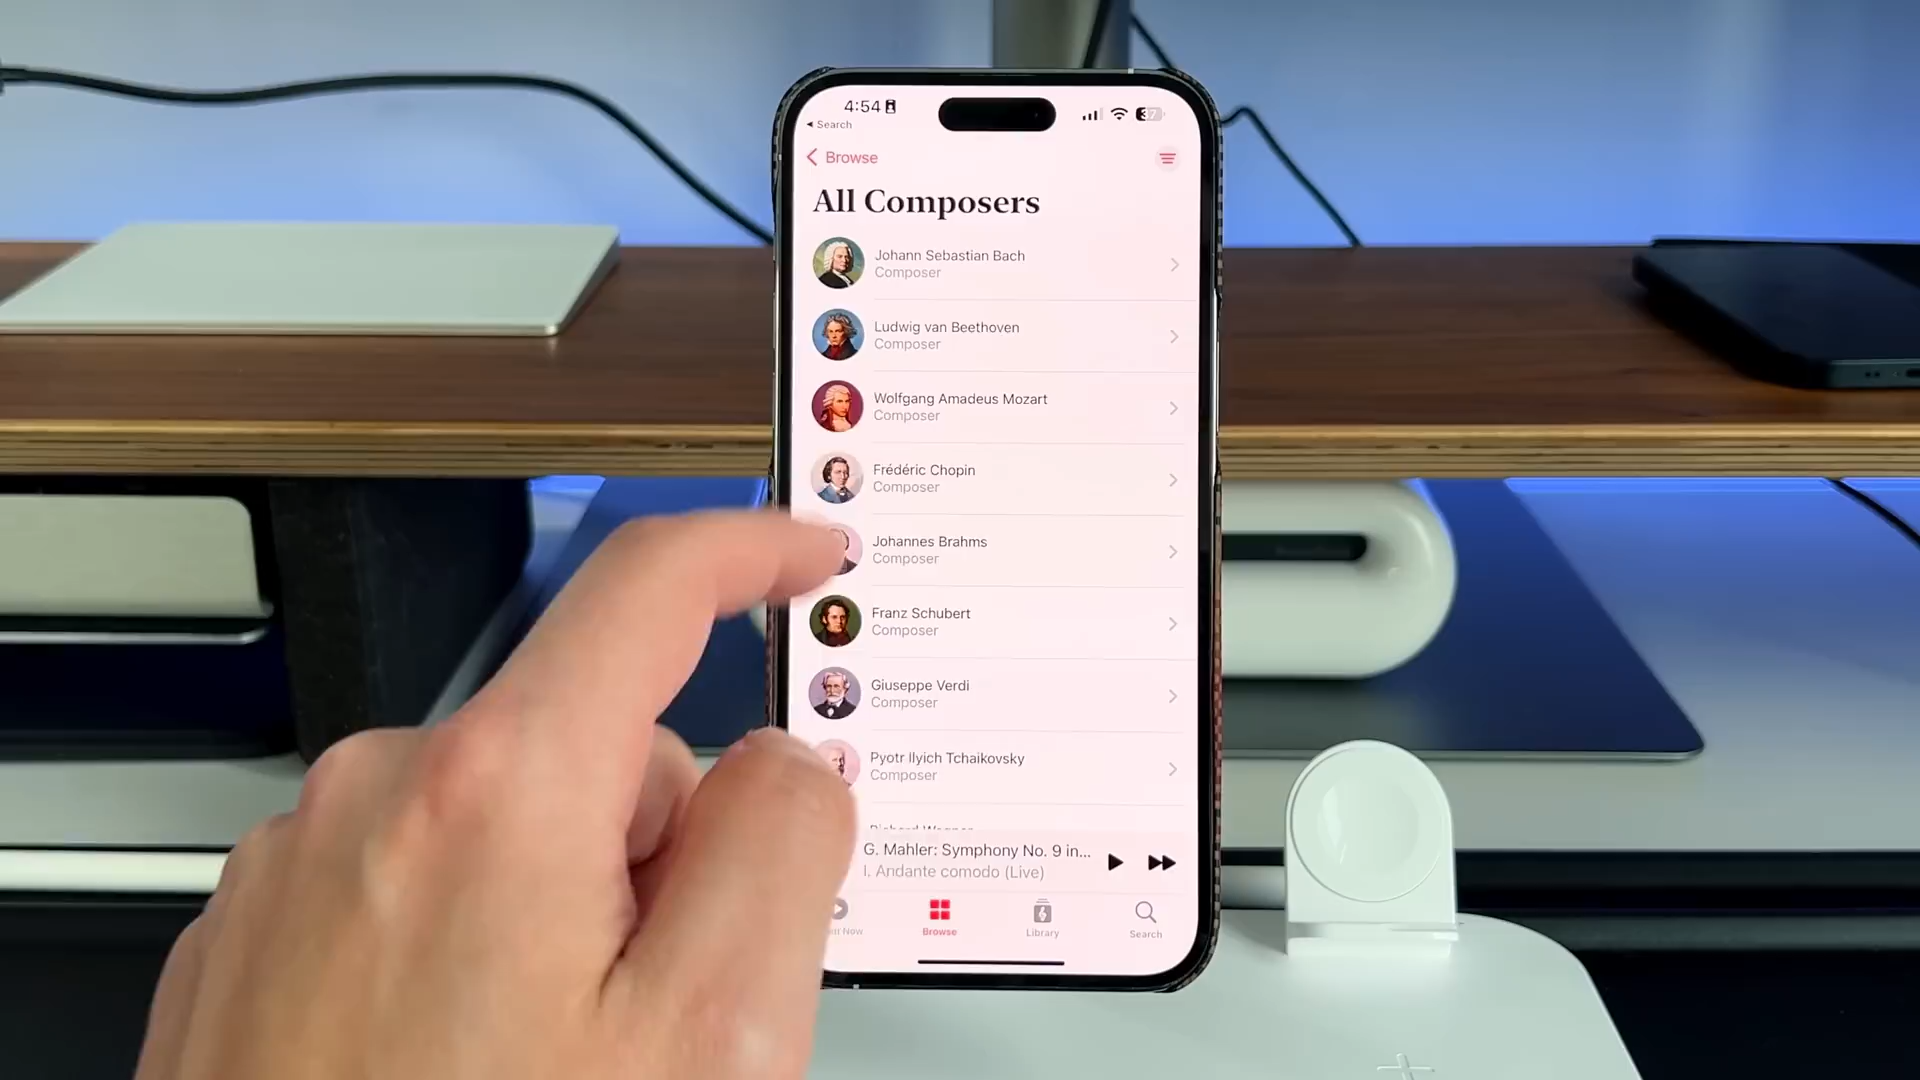 4:54
Search
37
Browse
All Composers
Johann Sebastian Bach
Composer
Ludwig van Beethoven
Composer
Wolfgang Amadeus Mozart
Composer
Frédéric Chopin
Composer
Johannes Brahms
Composer
Franz Schubert
Composer
Giuseppe Verdi
Composer
Pyotr Ilyich Tchaikovsky
Composer
G. Mahler: Symphony No. 9 in...
I. Andante comodo (Live)
Now
Browse
Library
Search